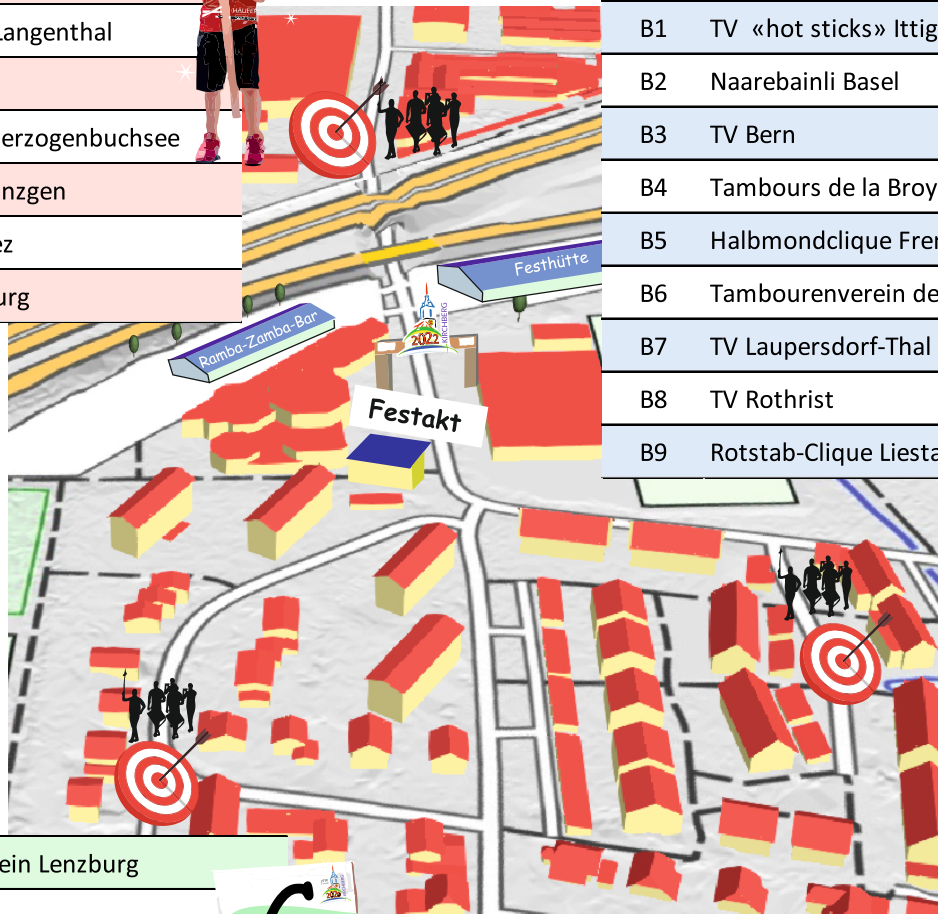 Langenthal
erzogenbuchsee
nzgen
ez
urg
HÄUFE
B1 TV «hot sticks» Ittig
B2 Naarebainli Basel
B3 TV Bern
B4 Tambours de la Broy
B5 Halbmondclique Fren
B6 Tambourenverein de
B7 TV Laupersdorf-Thal
B8 TV Rothrist
B9 Rotstab-Clique Liesta
Festhütte
Ramba-Zamba-Bar
2022
KIRCHBERG
Festakt
ein Lenzburg